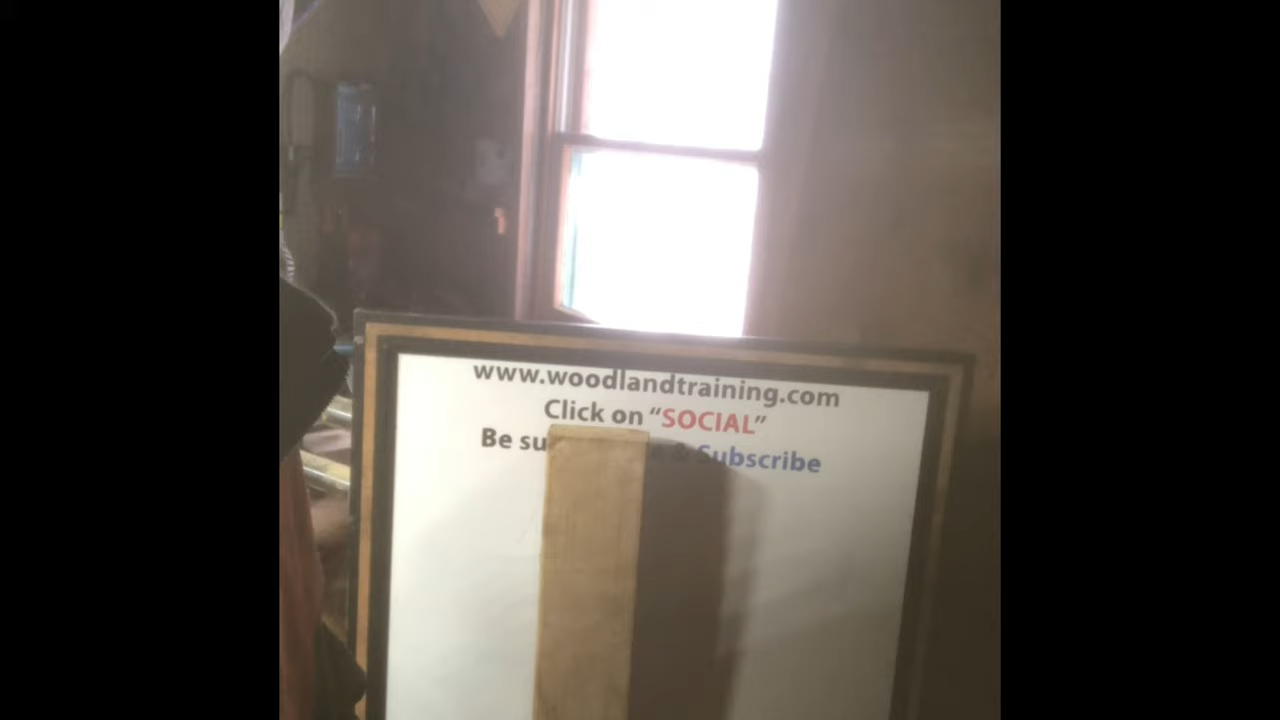 www.woodlandtraining.com
Click on “SOCIAL”
Be su & Subscribe